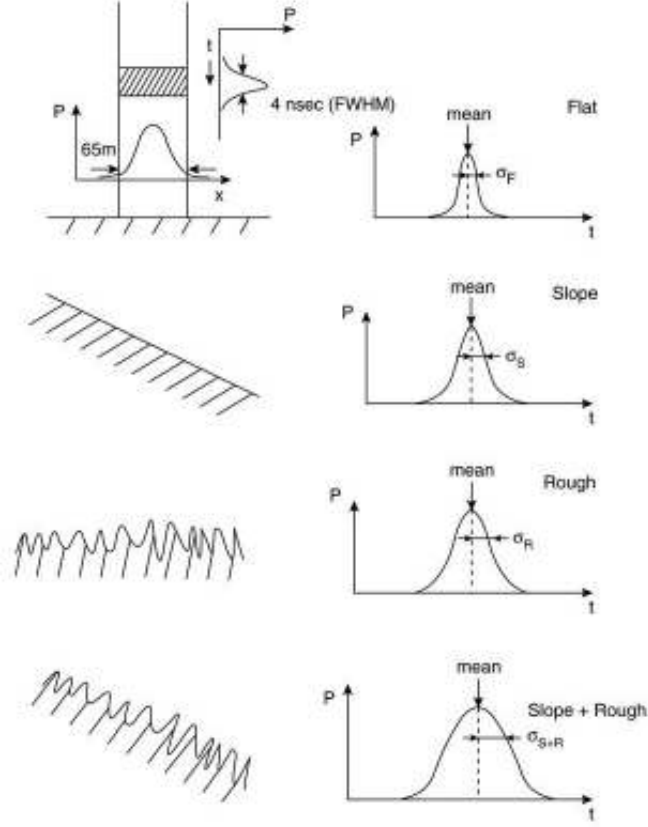 P
t
4 nsec (FWHM)
P
65m
x
mean
Flat
P
σF
t
mean
Slope
P
σS
t
mean
Rough
P
σR
t
mean
P
Slope + Rough
σS+R
t